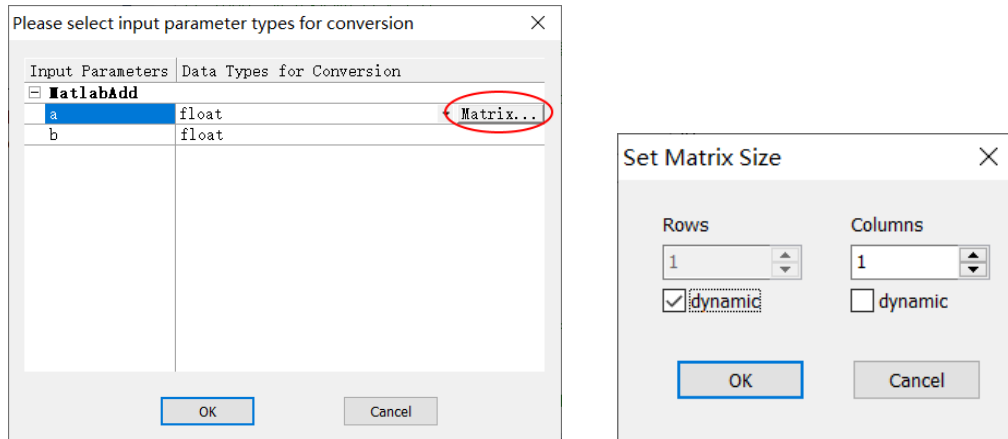 Please select input parameter types for conversion
Input Parameters Data Types for Conversion
MatlabAdd
a float Matrix...
b float
OK Cancel
Set Matrix Size
Rows Columns
1 1
dynamic dynamic
OK Cancel